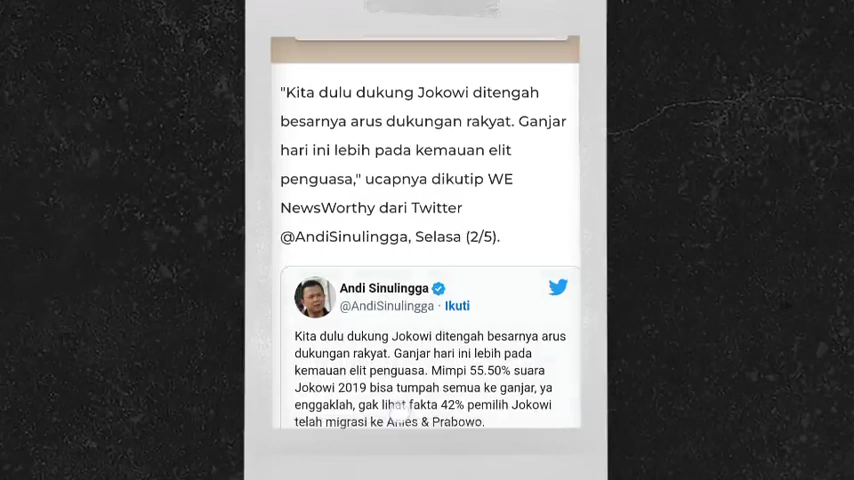 "Kita dulu dukung Jokowi ditengah
besarnya arus dukungan rakyat. Ganjar
hari ini lebih pada kemauan elit
penguasa," ucapnya dikutip WE
NewsWorthy dari Twitter
@AndiSinulingga, Selasa (2/5).
Andi Sinulingga
@AndiSinulingga · Ikuti
Kita dulu dukung Jokowi ditengah besarnya arus
dukungan rakyat. Ganjar hari ini lebih pada
kemauan elit penguasa. Mimpi 55.50% suara
Jokowi 2019 bisa tumpah semua ke ganjar, ya
enggaklah, gak lihat fakta 42% pemilih Jokowi
telah migrasi ke Anies & Prabowo.